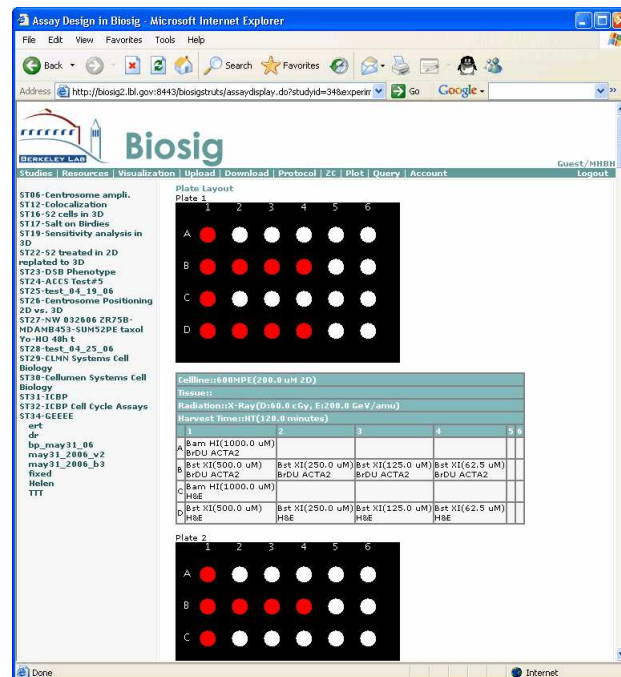 Assay Design in Biosig - Microsoft Internet Explorer
File Edit View Favorites Tools Help
Back Search Favorites
Address http://biosig2.lbl.gov:8443/biosigstruts/assaydisplay.do?studyid=34&experim Go Google
BERKELEY LAB
Biosig
Guest/MHBH
Studies | Resources | Visualization | Upload | Download | Protocol | ZC | Plot | Query | Account Logout
ST06-Centrosome ampli.
ST12-Colocalization
ST16-S2 cells in 3D
ST17-Salt on Birdies
ST19-Sensitivity analysis in
3D
ST22-S2 treated in 2D
replated to 3D
ST23-DSB Phenotype
ST24-ACCS Test#5
ST25-test_04_19_06
ST26-Centrosome Positioning
2D vs. 3D
ST27-NW 032606 ZR75B-
MDAMB453-SUM52PE taxol
Yo-HO 48h t
ST28-test_04_25_06
ST29-CLMN Systems Cell
Biology
ST30-Cellumen Systems Cell
Biology
ST31-ICBP
ST32-ICBP Cell Cycle Assays
ST34-GEEEE
ert
dr
bp_may31_06
may31_2006_v2
may31_2006_b3
fixed
Helen
TTT
Plate Layout
Plate 1
1 2 3 4 5 6
A
B
C
D
Cellline::600MPE(200.0 uM 2D)
Tissue::
Radiation::X-Ray(D:60.0 cGy, E:200.0 GeV/amu)
Harvest Time::HT(120.0 minutes)
1 2 3 4 5 6
A Bam HI(1000.0 uM)
BrDU ACTA2
B Bst XI(500.0 uM) Bst XI(250.0 uM) Bst XI(125.0 uM) Bst XI(62.5 uM)
BrDU ACTA2 BrDU ACTA2 BrDU ACTA2 BrDU ACTA2
C Bam HI(1000.0 uM)
H&E
D Bst XI(500.0 uM) Bst XI(250.0 uM) Bst XI(125.0 uM) Bst XI(62.5 uM)
H&E H&E H&E H&E
Plate 2
1 2 3 4 5 6
A
B
C
Done Internet